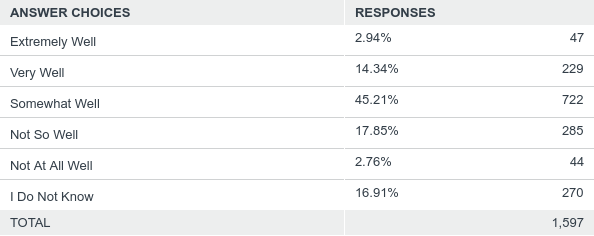 ANSWER CHOICES RESPONSES
Extremely Well 2.94% 47
Very Well 14.34% 229
Somewhat Well 45.21% 722
Not So Well 17.85% 285
Not At All Well 2.76% 44
I Do Not Know 16.91% 270
TOTAL 1,597